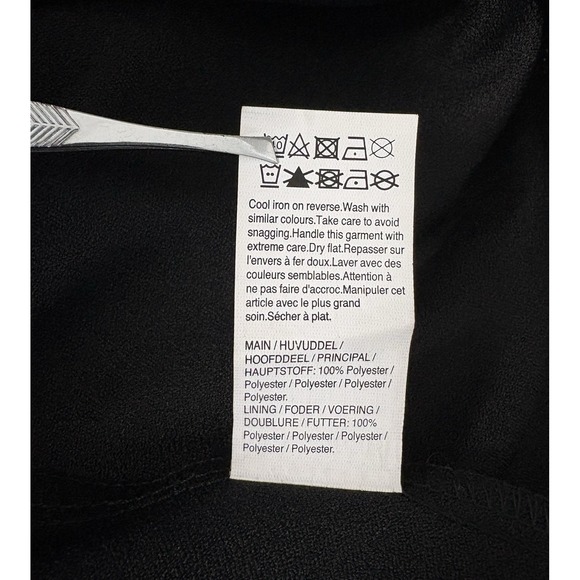 40
Cool iron on reverse.Wash with
similar colours.Take care to avoid
snagging.Handle this garment with
extreme care.Dry flat.Repasser sur
l'envers à fer doux.Laver avec des
couleurs semblables.Attention à
ne pas faire d'accroc.Manipuler cet
article avec le plus grand
soin.Sécher à plat.
MAIN / HUVUDDEL /
HOOFDDEEL / PRINCIPAL /
HAUPTSTOFF: 100% Polyester /
Polyester / Polyester / Polyester /
Polyester.
LINING / FODER / VOERING /
DOUBLURE / FUTTER: 100%
Polyester / Polyester / Polyester /
Polyester / Polyester.